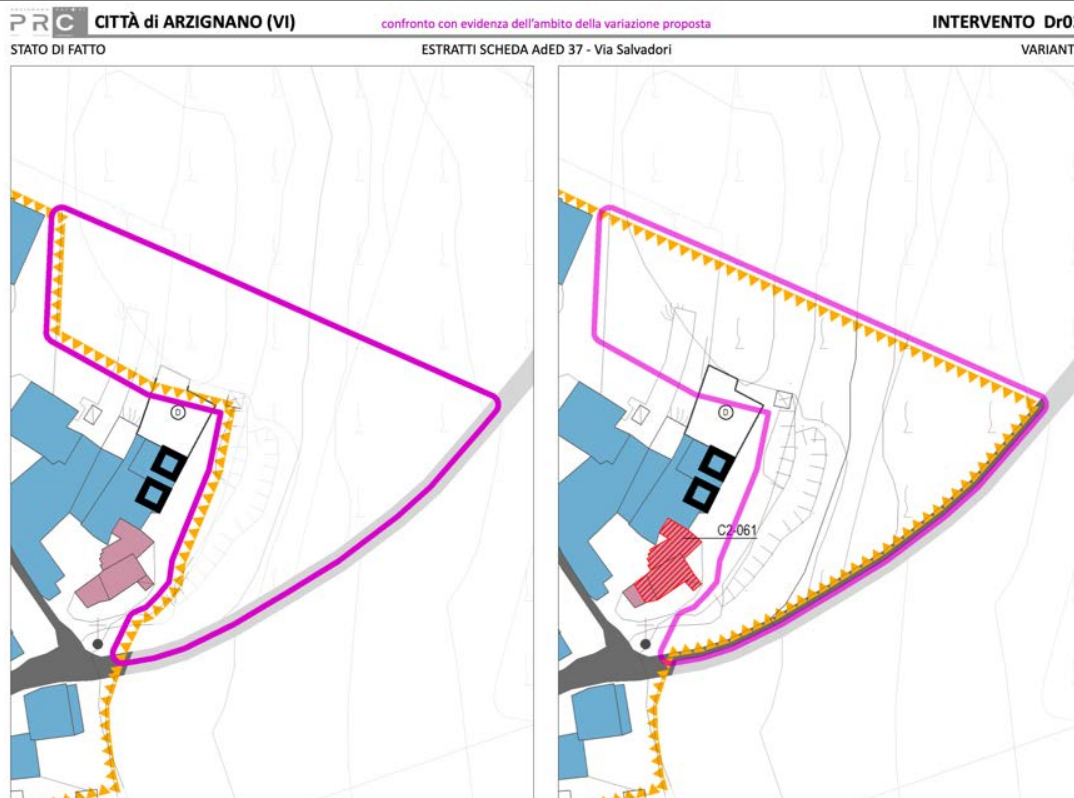 PRC CITTÀ di ARZIGNANO (VI) confronto con evidenza dell'ambito della variazione proposta INTERVENTO
STATO DI FATTO ESTRATTI SCHEDA AdED 37 - Via Salvadori VARIANT
D
D
C2-061